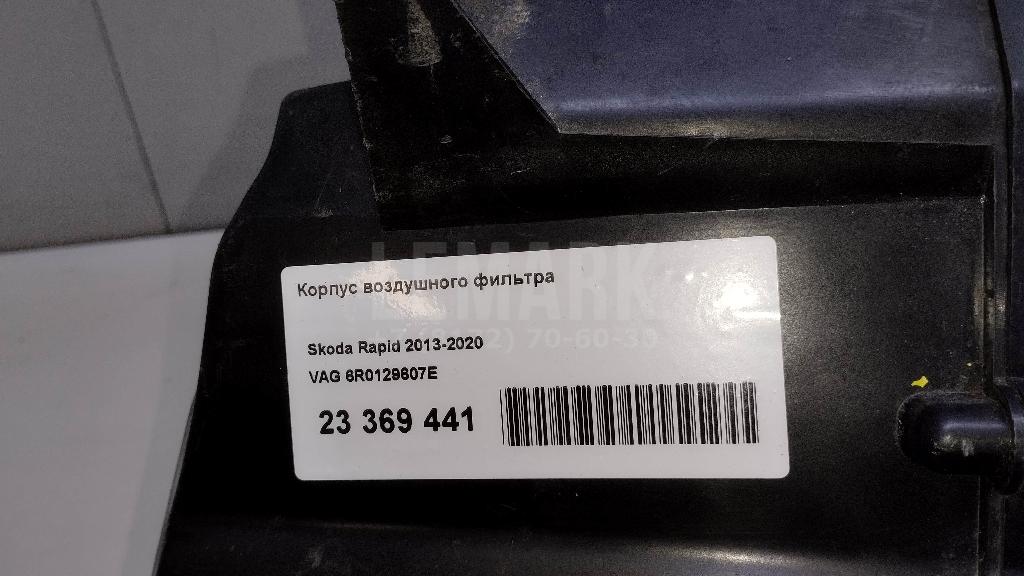 LEMARK
Корпус воздушного фильтра
Skoda Rapid 2013-2020
VAG 6R0129607E
23 369 441